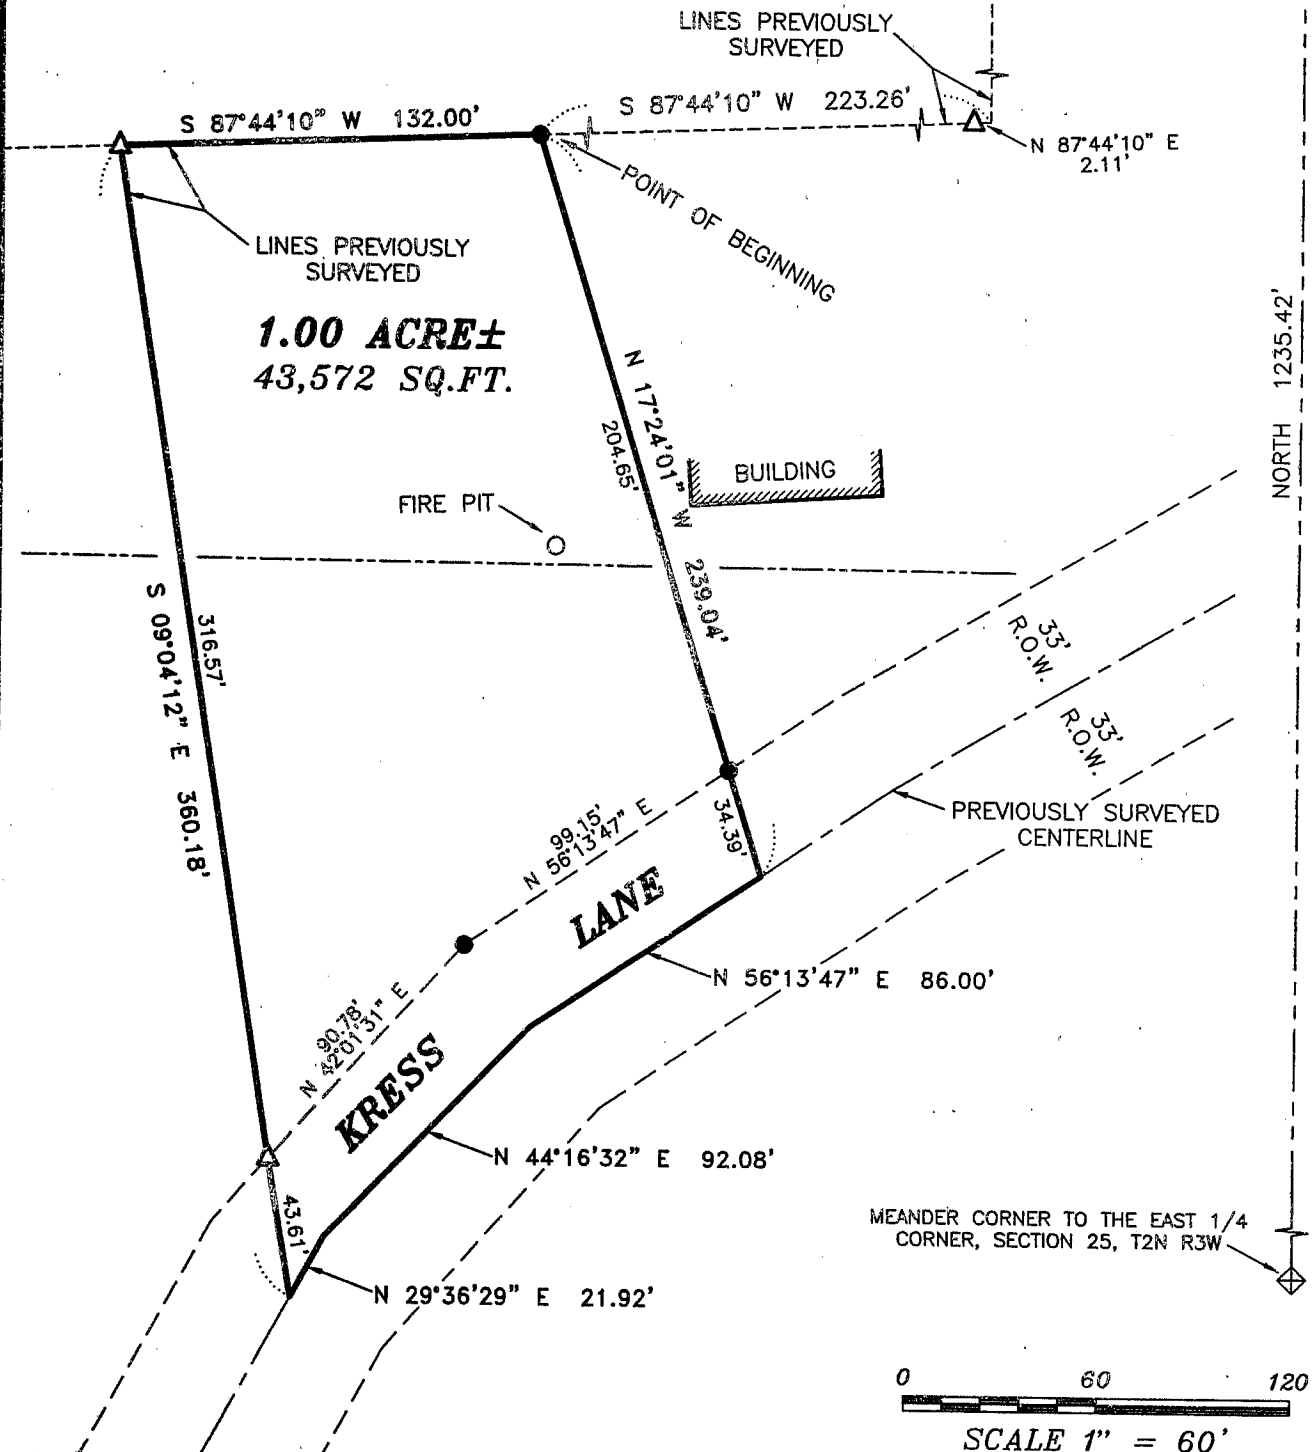 LINES PREVIOUSLY
SURVEYED
S 87°44'10" W 132.00'
S 87°44'10" W 223.26'
N 87°44'10" E
2.11'
POINT OF BEGINNING
LINES PREVIOUSLY
SURVEYED
1.00 ACRE±
43,572 SQ.FT.
NORTH 1235.42'
N 17°24'01" W 239.04'
204.65'
BUILDING
FIRE PIT
S 09°04'12" E 360.18'
316.57'
33'
R.O.W.
33'
R.O.W.
PREVIOUSLY SURVEYED
CENTERLINE
34.39'
99.15'
N 56°13'47" E
LANE
N 56°13'47" E 86.00'
90.78'
N 42°01'31" E
KRESS
N 44°16'32" E 92.08'
43.61'
MEANDER CORNER TO THE EAST 1/4
CORNER, SECTION 25, T2N R3W
N 29°36'29" E 21.92'
0 60 120
SCALE 1" = 60'